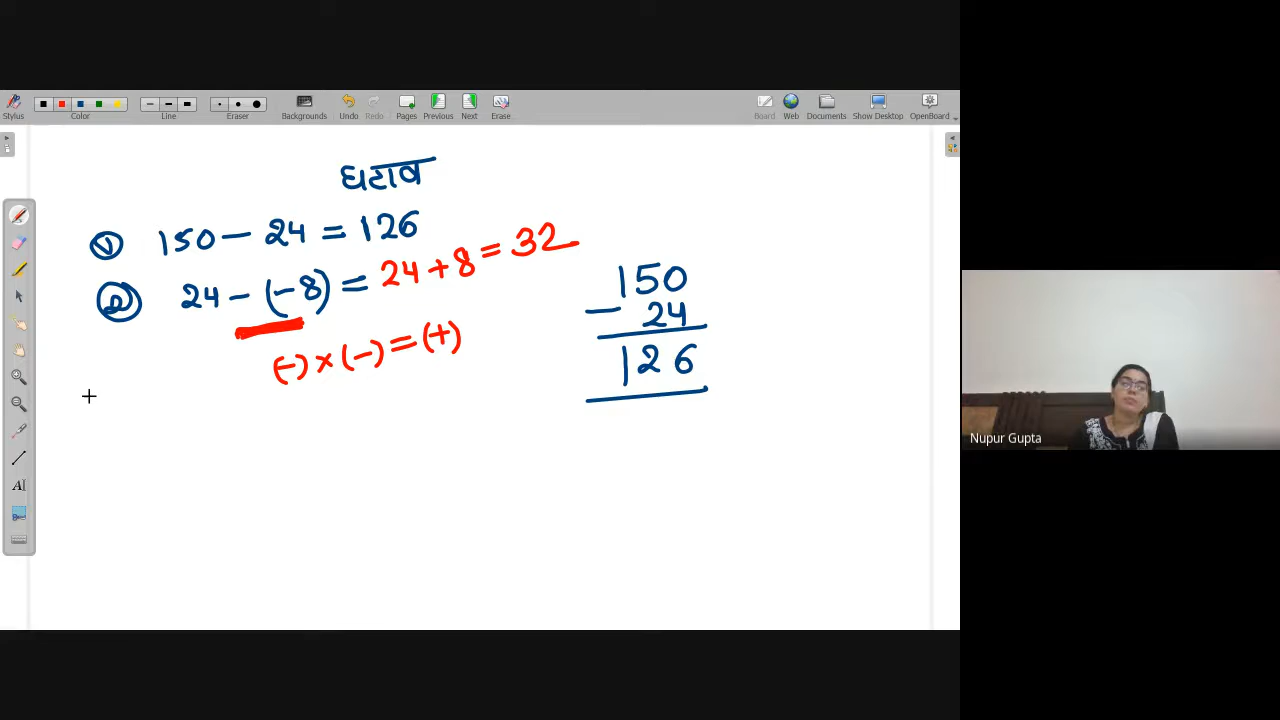 Stylus Color Line Eraser Backgrounds Undo Redo Pages Previous Next Erase Board Web Documents Show Desktop OpenBoard
घटाव
① 150 − 24 = 126
② 24 − (−8) = 24 + 8 = 32
(−) × (−) = (+)
150
− 24
126
Nupur Gupta